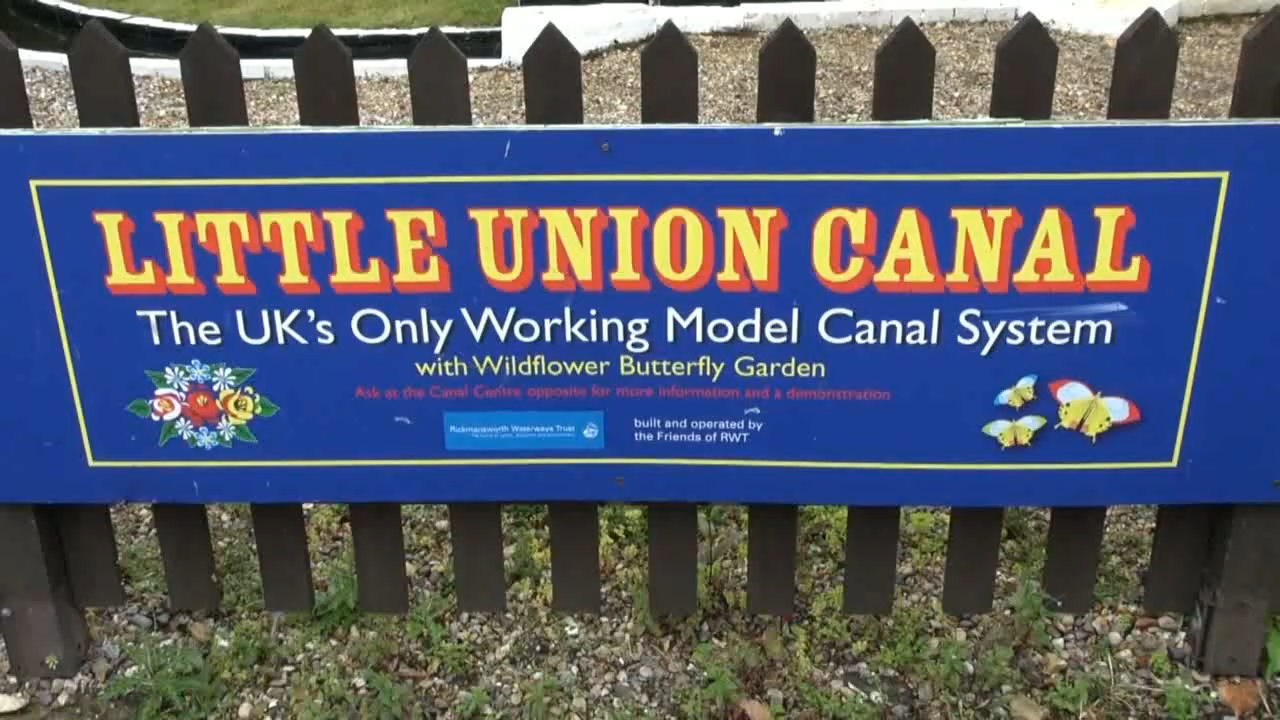 LITTLE UNION CANAL
The UK's Only Working Model Canal System
with Wildflower Butterfly Garden
Ask at the Canal Centre opposite for more information and a demonstration
Rickmansworth Waterways Trust
built and operated by
the Friends of RWT